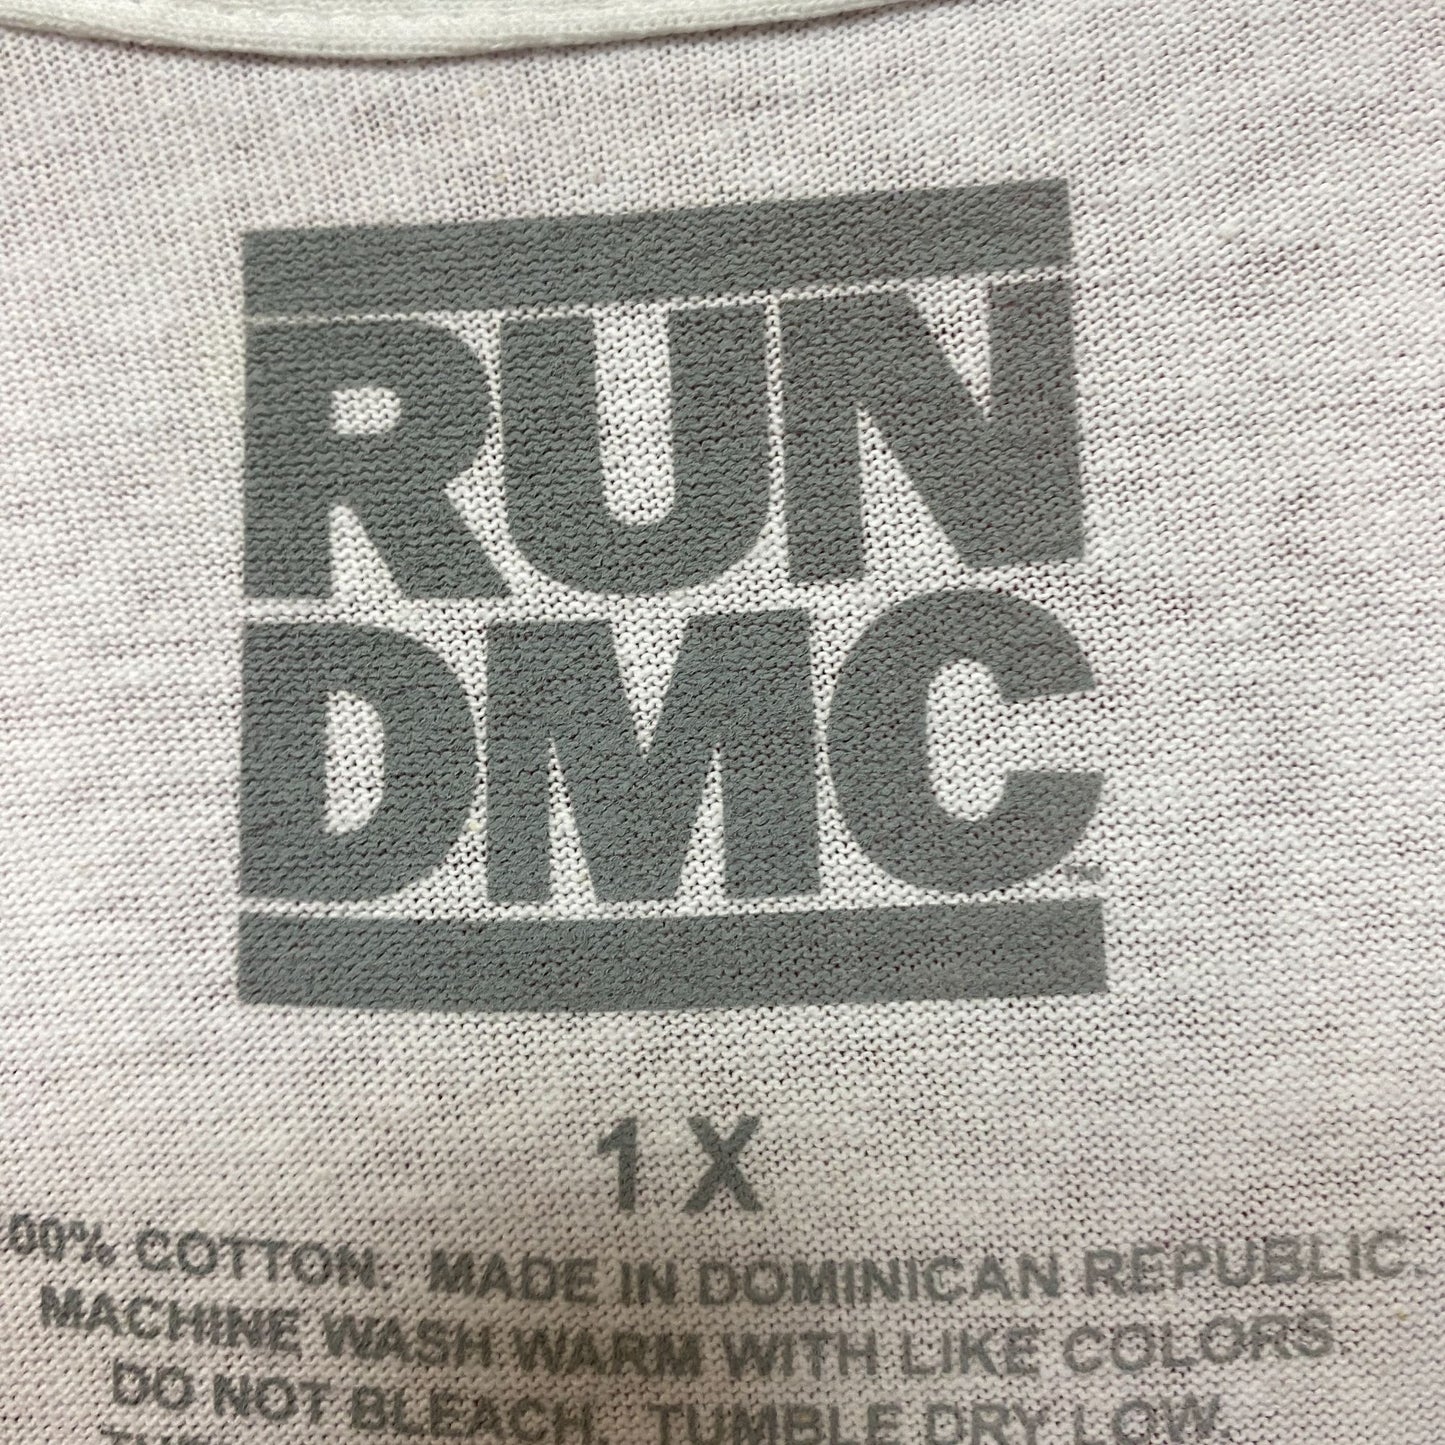 RUN
DMC™
1X
00% COTTON. MADE IN DOMINICAN REPUBLIC
MACHINE WASH WARM WITH LIKE COLORS
DO NOT BLEACH. TUMBLE DRY LOW.